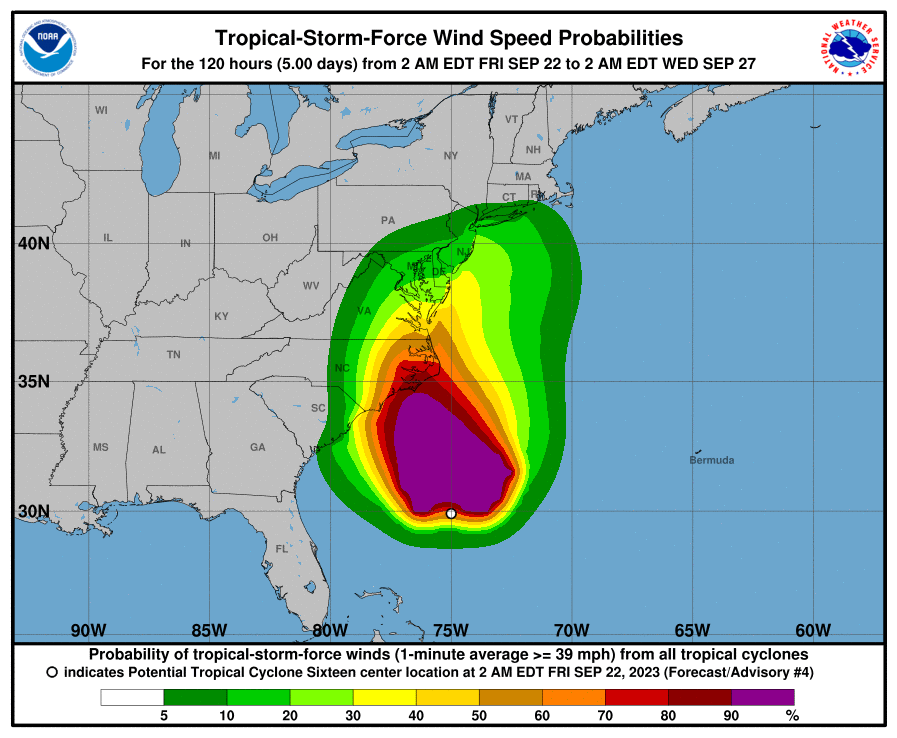 Tropical-Storm-Force Wind Speed Probabilities
For the 120 hours (5.00 days) from 2 AM EDT FRI SEP 22 to 2 AM EDT WED SEP 27
NOAA
NATIONAL WEATHER SERVICE
WI
VT
MI
NY
NH
MA
CT
PA
40N
IL
IN
OH
NJ
DE
WV
VA
KY
TN
NC
35N
SC
MS
AL
GA
Bermuda
30N
FL
90W 85W 80W 75W 70W 65W 60W
Probability of tropical-storm-force winds (1-minute average >= 39 mph) from all tropical cyclones
indicates Potential Tropical Cyclone Sixteen center location at 2 AM EDT FRI SEP 22, 2023 (Forecast/Advisory #4)
5 10 20 30 40 50 60 70 80 90 %